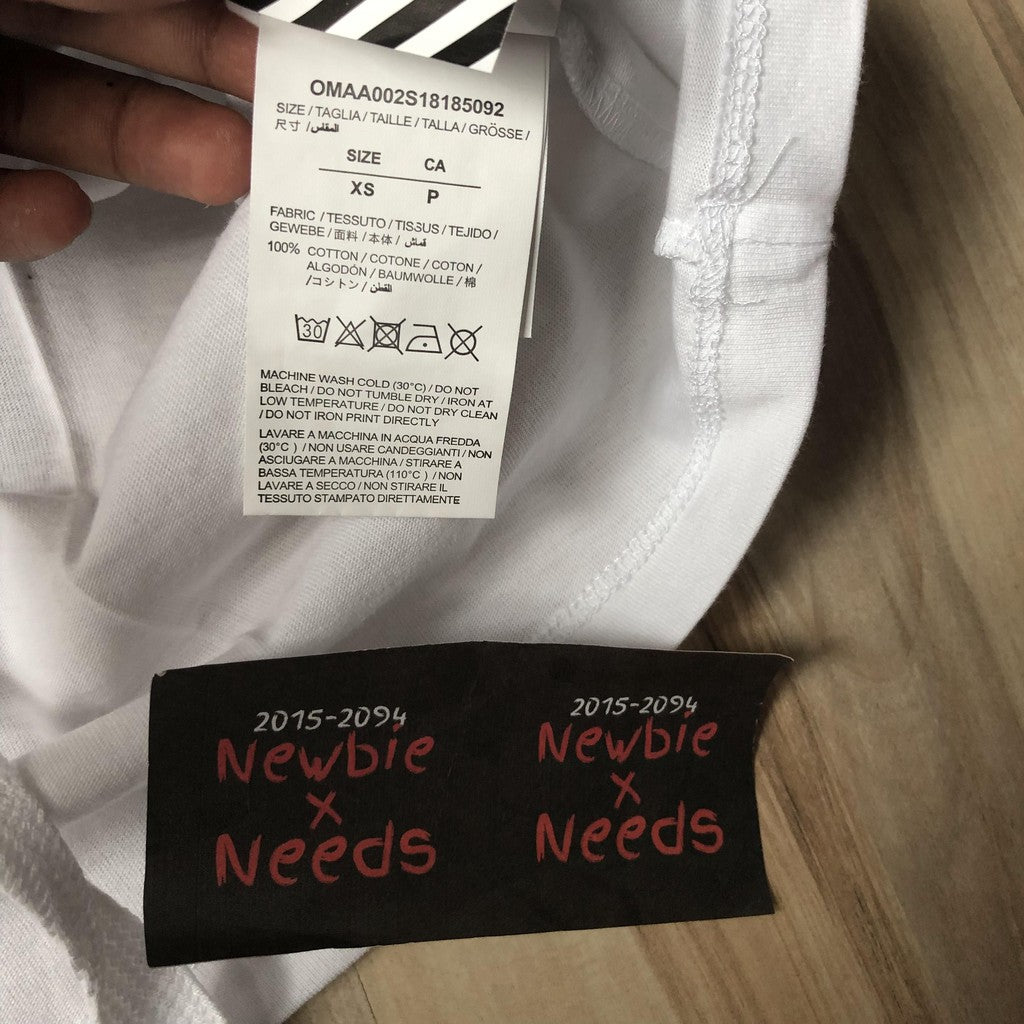 OMAA002S18185092
SIZE / TAGLIA / TAILLE / TALLA / GRÖSSE /
尺寸 / المقاس
SIZE CA
XS P
FABRIC / TESSUTO / TISSUS / TEJIDO /
GEWEBE / 面料 / 本体 / قماش
100% COTTON / COTONE / COTON /
ALGODÓN / BAUMWOLLE / 棉
/コシトン / القطن
30
MACHINE WASH COLD (30°C) / DO NOT
BLEACH / DO NOT TUMBLE DRY / IRON AT
LOW TEMPERATURE / DO NOT DRY CLEAN
/ DO NOT IRON PRINT DIRECTLY
LAVARE A MACCHINA IN ACQUA FREDDA
(30°C ) / NON USARE CANDEGGIANTI / NON
ASCIUGARE A MACCHINA / STIRARE A
BASSA TEMPERATURA (110°C ) / NON
LAVARE A SECCO / NON STIRARE IL
TESSUTO STAMPATO DIRETTAMENTE
2015-2094
Newbie
x
Needs
2015-2094
Newbie
x
Needs